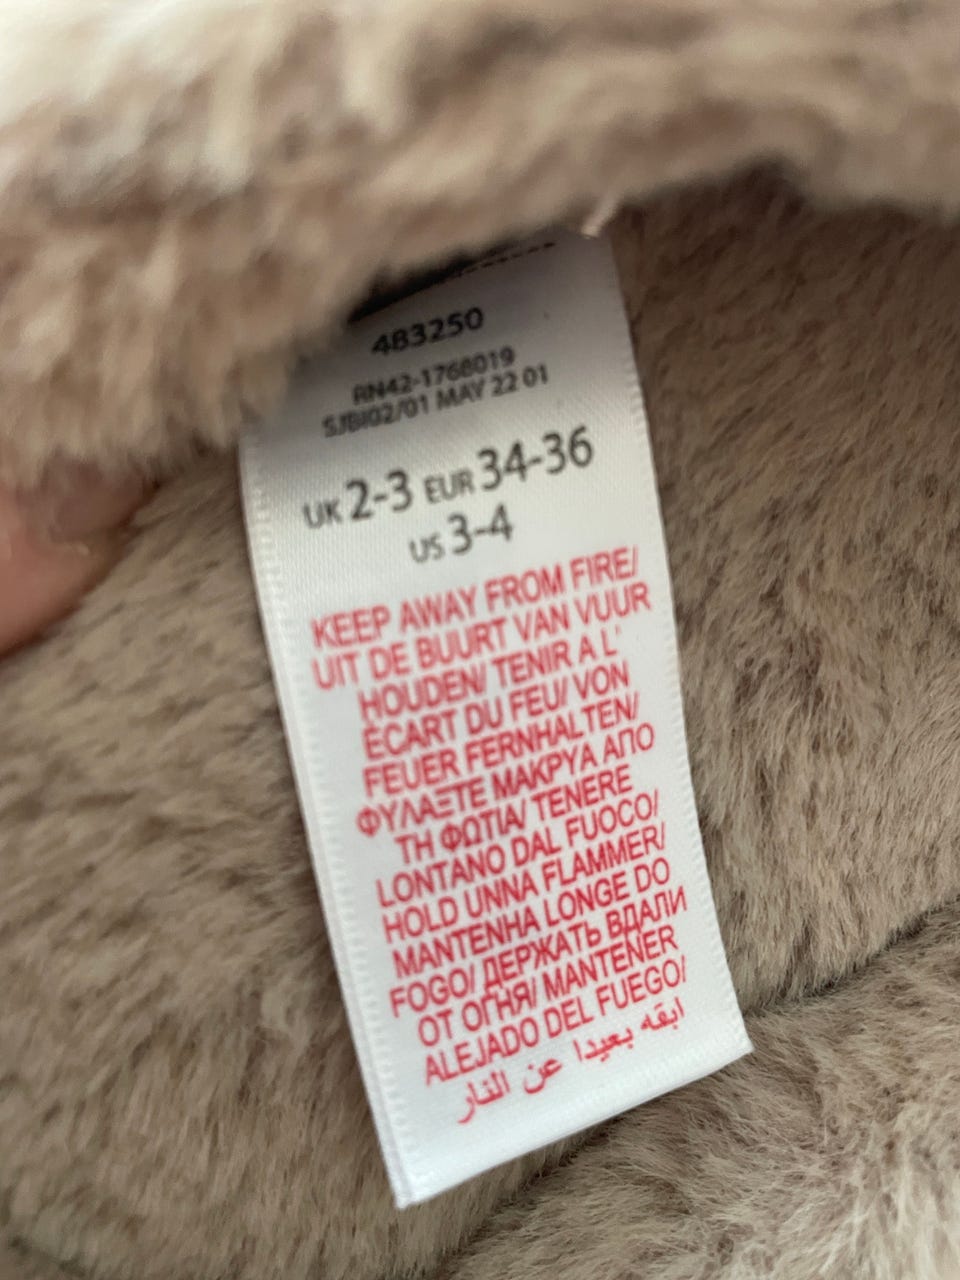 483250
RN42-1768019
SJBI02/01 MAY 22 01
UK 2-3 EUR 34-36
US 3-4
KEEP AWAY FROM FIRE/
UIT DE BUURT VAN VUUR
HOUDEN/ TENIR A L'
ÉCART DU FEU/ VON
FEUER FERNHALTEN/
ΦΥΛΑΞΤΕ ΜΑΚΡΥΑ ΑΠΟ
ΤΗ ΦΩΤΙΑ/ TENERE
LONTANO DAL FUOCO/
HOLD UNNA FLAMMER/
MANTENHA LONGE DO
FOGO/ ДЕРЖАТЬ ВДАЛИ
ОТ ОГНЯ/ MANTENER
ALEJADO DEL FUEGO/
ابقه بعيدا عن النار